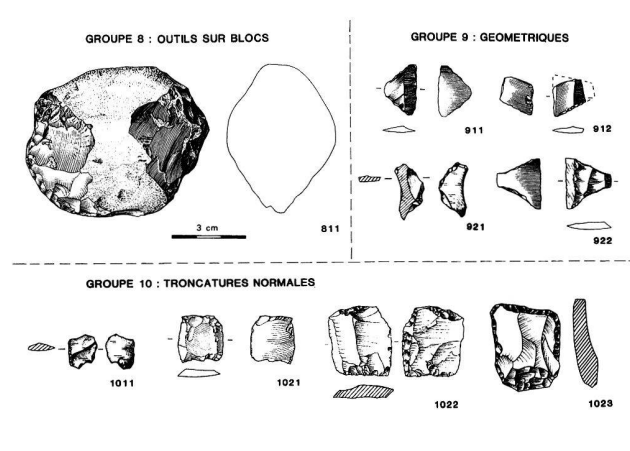 GROUPE 8 : OUTILS SUR BLOCS
GROUPE 9 : GEOMETRIQUES
911
912
3 cm
811
921
922
GROUPE 10 : TRONCATURES NORMALES
1011
1021
1022
1023